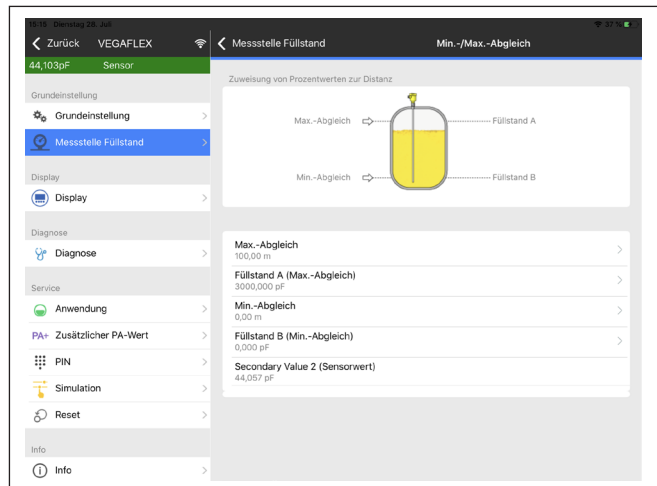 15:15 Dienstag 28. Juli
37 %
Zurück VEGAFLEX
Messstelle Füllstand
Min.-/Max.-Abgleich
44,103pF Sensor
Grundeinstellung
Grundeinstellung
Messstelle Füllstand
Display
Display
Diagnose
Diagnose
Service
Anwendung
PA+ Zusätzlicher PA-Wert
PIN
Simulation
Reset
Info
Info
Zuweisung von Prozentwerten zur Distanz
Max.-Abgleich
Füllstand A
Min.-Abgleich
Füllstand B
Max.-Abgleich
100,00 m
Füllstand A (Max.-Abgleich)
3000,000 pF
Min.-Abgleich
0,00 m
Füllstand B (Min.-Abgleich)
0,000 pF
Secondary Value 2 (Sensorwert)
44,057 pF